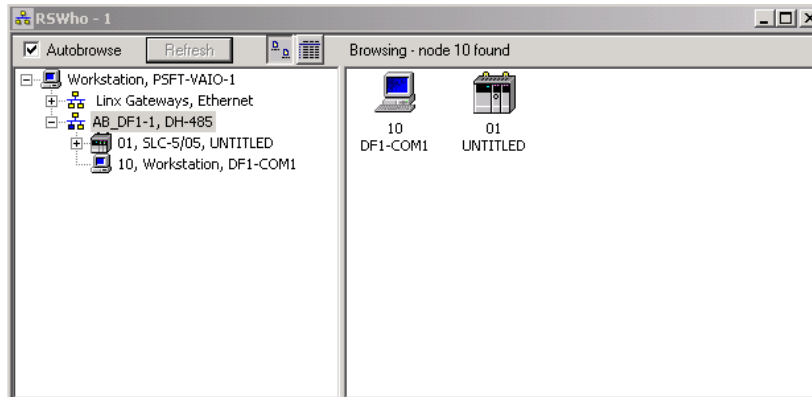 RSWho - 1
Autobrowse
Refresh
Browsing - node 10 found
Workstation, PSFT-VAIO-1
Linx Gateways, Ethernet
AB_DF1-1, DH-485
01, SLC-5/05, UNTITLED
10, Workstation, DF1-COM1
10
DF1-COM1
01
UNTITLED